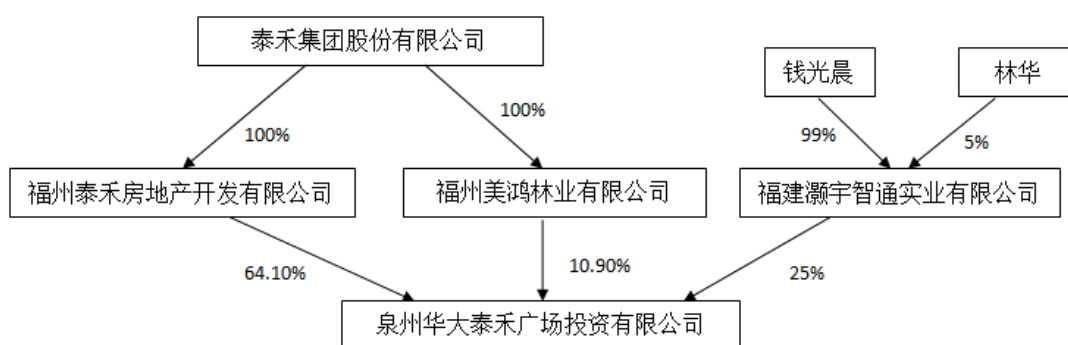 泰禾集团股份有限公司
钱光晨
林华
100%
100%
99%
5%
福州泰禾房地产开发有限公司
福州美鸿林业有限公司
福建灏宇智通实业有限公司
64.10%
10.90%
25%
泉州华大泰禾广场投资有限公司